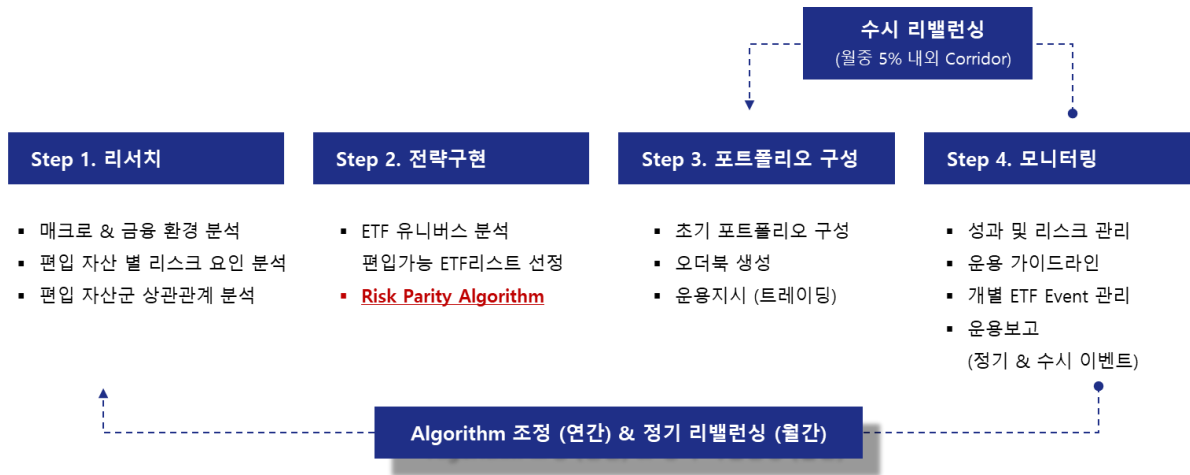 수시 리밸런싱
(월중 5% 내외 Corridor)
Step 1. 리서치
매크로 & 금융 환경 분석
편입 자산 별 리스크 요인 분석
편입 자산군 상관관계 분석
Step 2. 전략구현
ETF 유니버스 분석
편입가능 ETF리스트 선정
Risk Parity Algorithm
Step 3. 포트폴리오 구성
초기 포트폴리오 구성
오더북 생성
운용지시 (트레이딩)
Step 4. 모니터링
성과 및 리스크 관리
운용 가이드라인
개별 ETF Event 관리
운용보고
(정기 & 수시 이벤트)
Algorithm 조정 (연간) & 정기 리밸런싱 (월간)